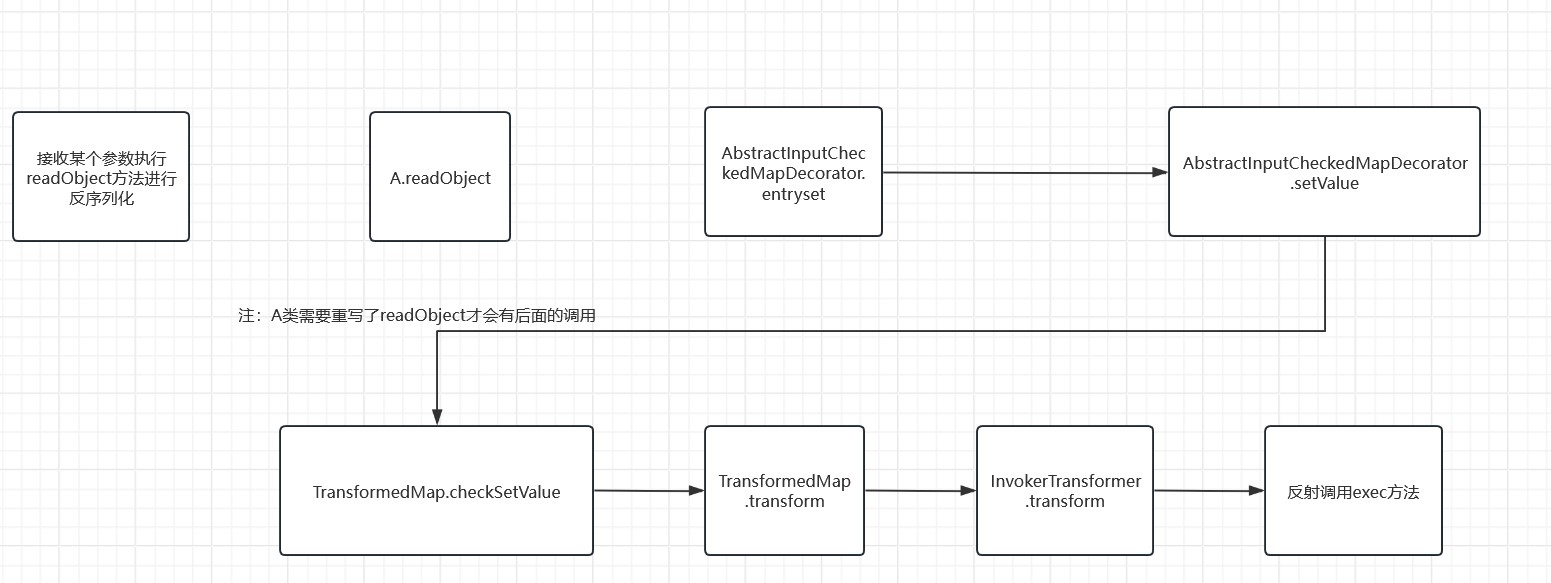 接收某个参数执行
readObject方法进行
反序列化
A.readObject
AbstractInputChec
kedMapDecorator.
entryset
AbstractInputCheckedMapDecorator
.setValue
注：A类需要重写了readObject才会有后面的调用
TransformedMap.checkSetValue
TransformedMap
.transform
InvokerTransformer
.transform
反射调用exec方法